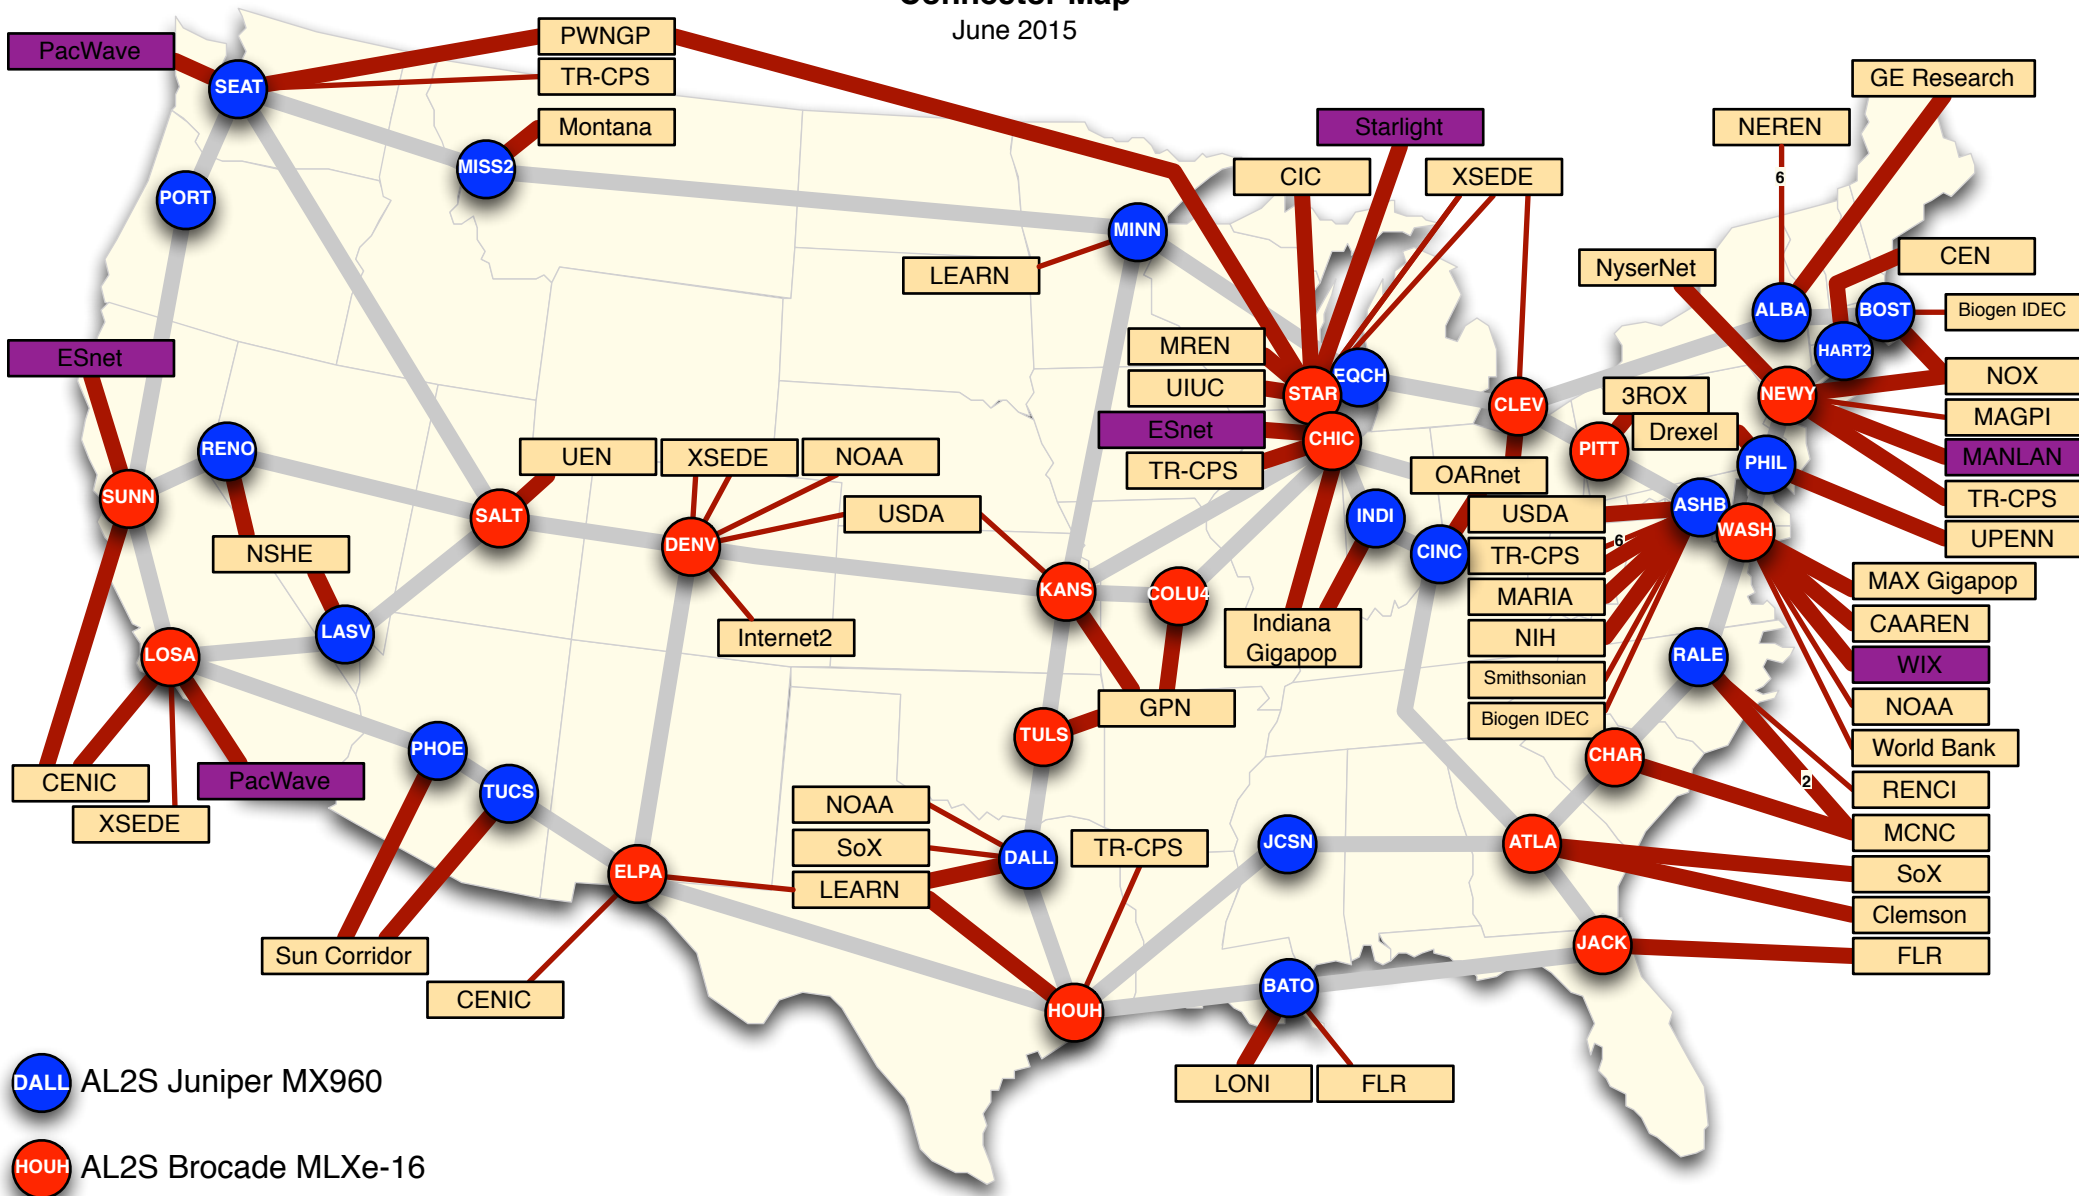 June 2015
PacWave
PWNGP
TR-CPS
Montana
SEAT
MISS2
PORT
GE Research
NEREN
6
Starlight
CIC
XSEDE
MINN
LEARN
NyserNet
CEN
ALBA
BOST
Biogen IDEC
HART2
ESnet
MREN
UIUC
ESnet
TR-CPS
STAR
EQCH
CHIC
CLEV
NEWY
NOX
MAGPI
MANLAN
TR-CPS
UPENN
3ROX
Drexel
PITT
PHIL
RENO
SUNN
NSHE
UEN
XSEDE
NOAA
USDA
SALT
DENV
Internet2
LASV
LOSA
OARnet
INDI
CINC
USDA
6
TR-CPS
MARIA
NIH
Smithsonian
Biogen IDEC
ASHB
WASH
MAX Gigapop
CAAREN
WIX
NOAA
World Bank
RENCI
MCNC
SoX
Clemson
FLR
KANS
COLU4
Indiana
Gigapop
GPN
TULS
RALE
2
CHAR
CENIC
XSEDE
PacWave
PHOE
TUCS
Sun Corridor
CENIC
ELPA
NOAA
SoX
LEARN
DALL
TR-CPS
JCSN
ATLA
JACK
HOUH
BATO
LONI
FLR
DALL AL2S Juniper MX960
HOUH AL2S Brocade MLXe-16